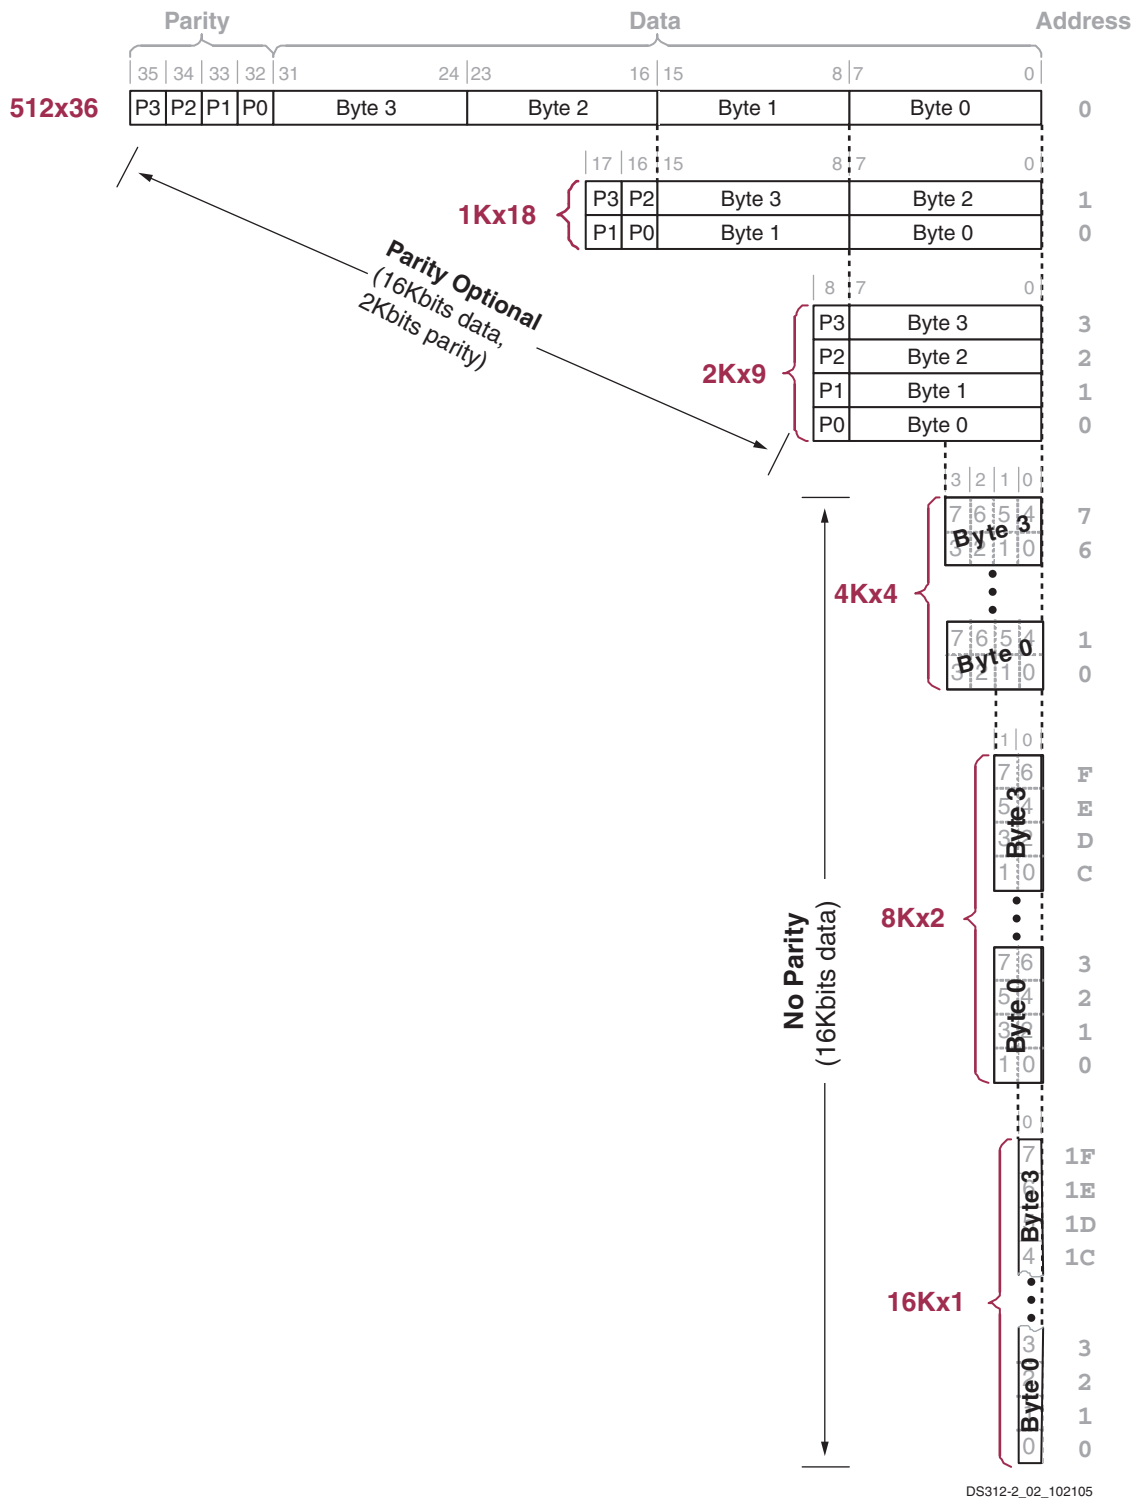 Parity Data Address
35 34 33 32 31 24 23 16 15 8 7 0
512x36 P3 P2 P1 P0 Byte 3 Byte 2 Byte 1 Byte 0 0
17 16 15 8 7 0
P3 P2 Byte 3 Byte 2 1
1Kx18
P1 P0 Byte 1 Byte 0 0
Parity Optional
(16Kbits data,
2Kbits parity)
8 7 0
P3 Byte 3 3
P2 Byte 2 2
2Kx9
P1 Byte 1 1
P0 Byte 0 0
3 2 1 0
7 6 5 4 7
Byte 3
3 2 1 0 6
4Kx4
7 6 5 4 1
Byte 0
3 2 1 0 0
1 0
7 6 F
5 4 E
Byte 3
3 2 D
1 0 C
8Kx2
No Parity
(16Kbits data)
7 6 3
5 4 2
Byte 0
3 2 1
1 0 0
0
7 1F
6 1E
Byte 3
1D
4 1C
16Kx1
3 3
2 2
Byte 0
1
0 0
DS312-2_02_102105